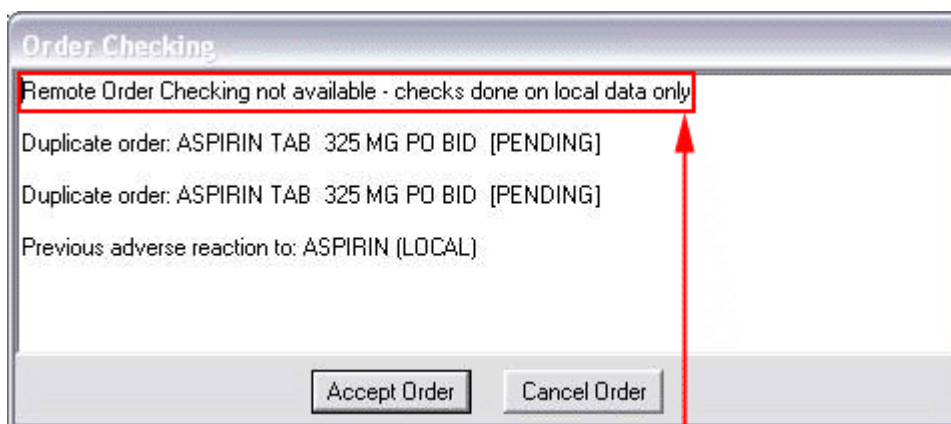 Order Checking
Remote Order Checking not available - checks done on local data only
Duplicate order: ASPIRIN TAB  325 MG PO BID  [PENDING]
Duplicate order: ASPIRIN TAB  325 MG PO BID  [PENDING]
Previous adverse reaction to: ASPIRIN (LOCAL)
Accept Order Cancel Order